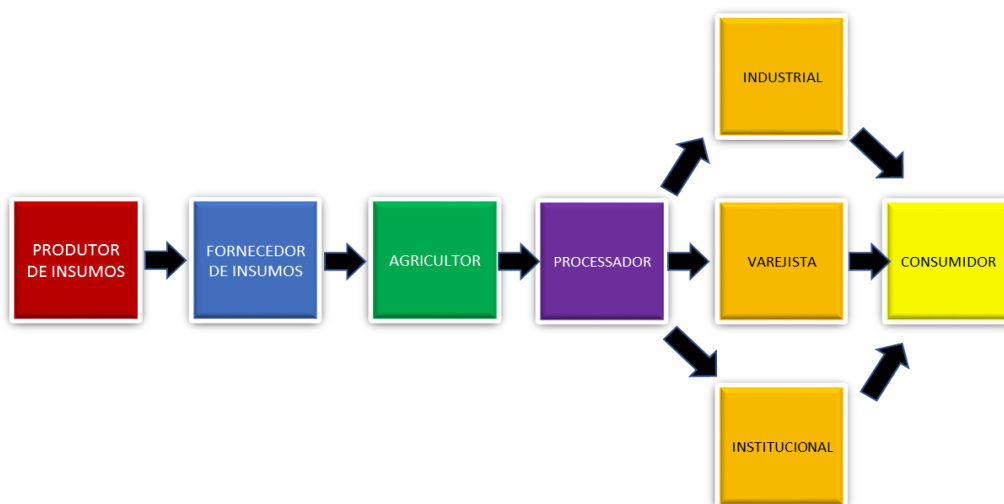 INDUSTRIAL
PRODUTOR
DE INSUMOS
FORNECEDOR
DE INSUMOS
AGRICULTOR
PROCESSADOR
VAREJISTA
CONSUMIDOR
INSTITUCIONAL